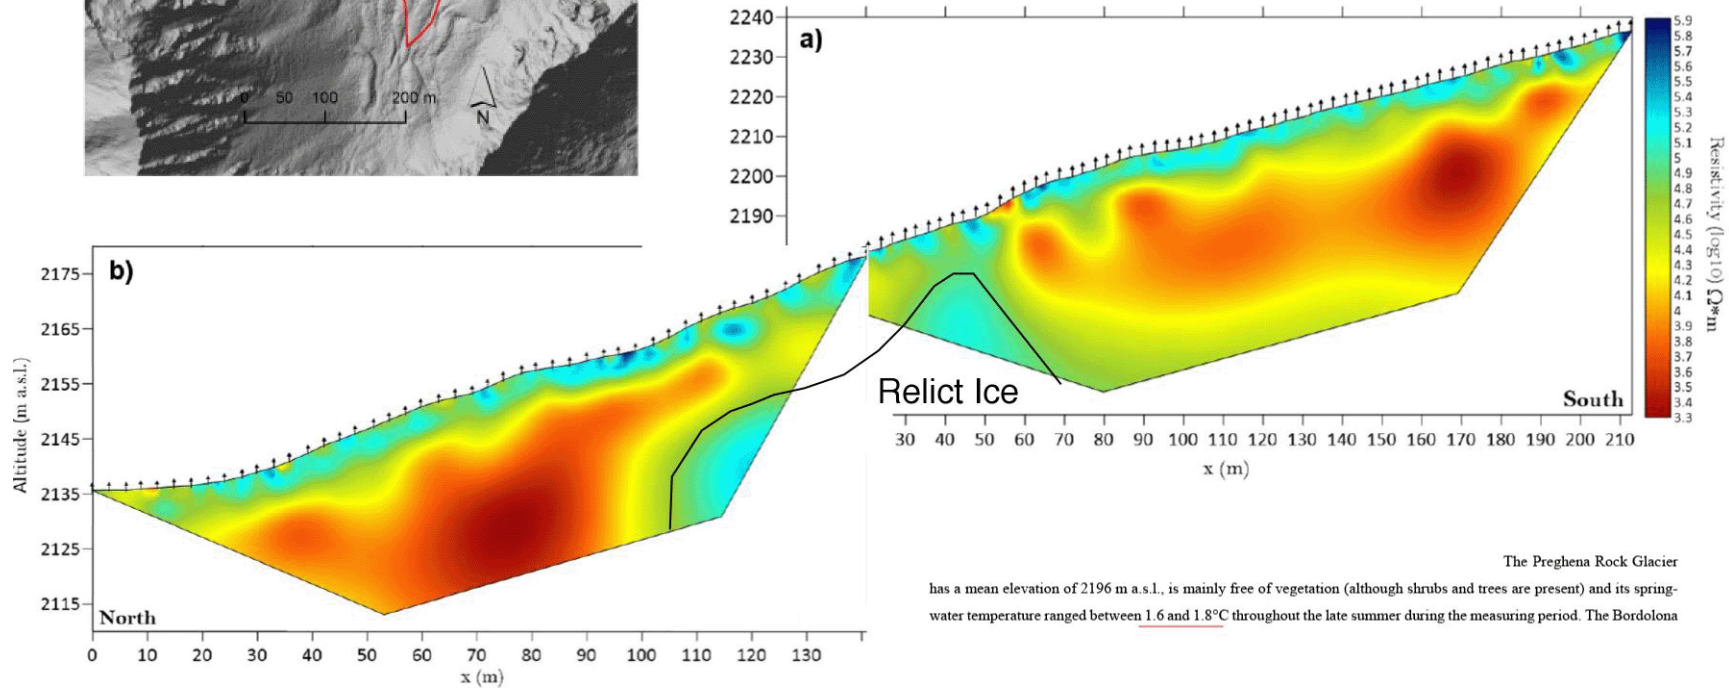 0 50 100 200 m
N
a)
2240
2230
2220
2210
2200
2190
South
30 40 50 60 70 80 90 100 110 120 130 140 150 160 170 180 190 200 210
x (m)
5.9
5.8
5.6
5.5
5.4
5.3
5.2
5.1
4.9
4.8
4.7
4.6
4.5
4.4
4.3
4.2
4.1
3.9
3.8
3.7
3.6
3.5
3.4
3.3
Resistivity (log10) Ω*m
b)
2175
2165
2155
2145
2135
2125
2115
Altitude (m a.s.l.)
North
0 10 20 30 40 50 60 70 80 90 100 110 120 130
x (m)
Relict Ice
The Preghena Rock Glacier
has a mean elevation of 2196 m a.s.l., is mainly free of vegetation (although shrubs and trees are present) and its spring-
water temperature ranged between 1.6 and 1.8°C throughout the late summer during the measuring period. The Bordolona